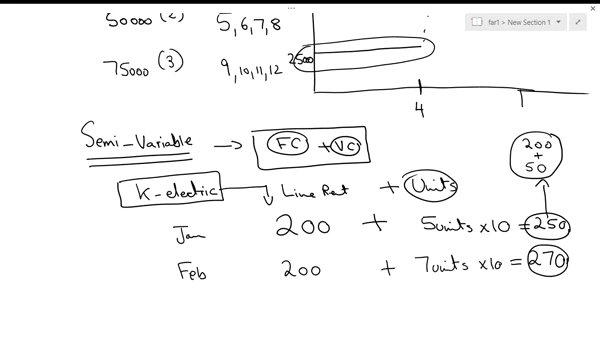 far1 > New Section 1
50000 (2) 5,6,7,8
75000 (3) 9,10,11,12
2500
4
Semi-Variable → FC + VC
200
+
50
K-electric Line Rent + Units
Jan 200 + 5units x10 = 250
Feb 200 + 7units x10 = 270